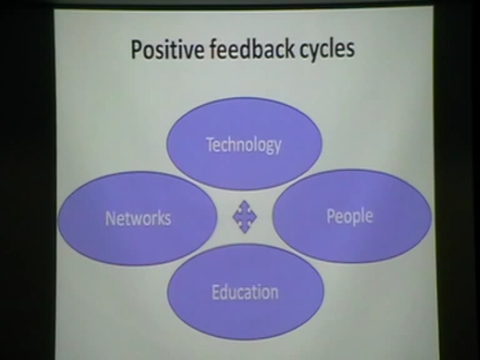 Positive feedback cycles
Technology
Networks
People
Education